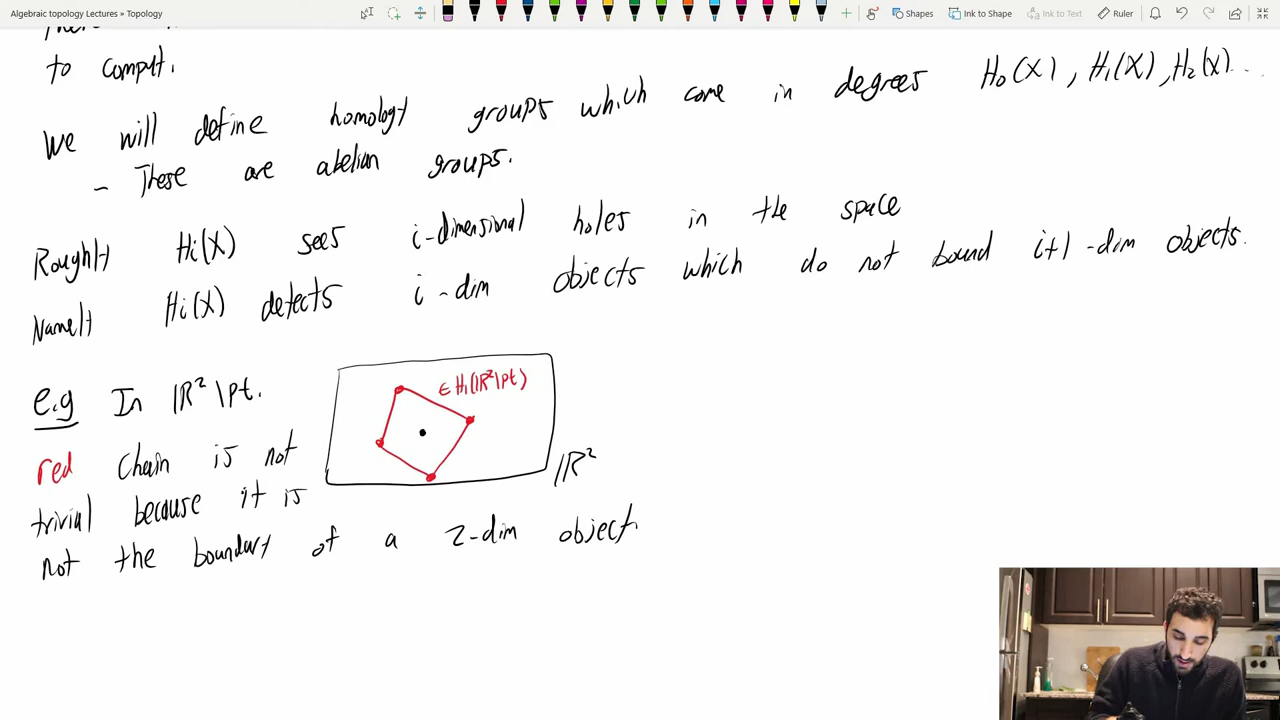 Algebraic topology Lectures » Topology
Shapes
Ink to Shape
Ink to Text
Ruler
to comput.
We will define homology groups which come in degrees H₀(X), H₁(X), H₂(X)...
- These are abelian groups.
Roughly Hi(X) sees i-dimensional holes in the space
Namely Hi(X) detects i-dim objects which do not bound i+1-dim objects.
e.g In ℝ²\pt.
∈ H₁(ℝ²\pt)
ℝ²
red chain is not
trivial because it is
not the boundary of a 2-dim object.